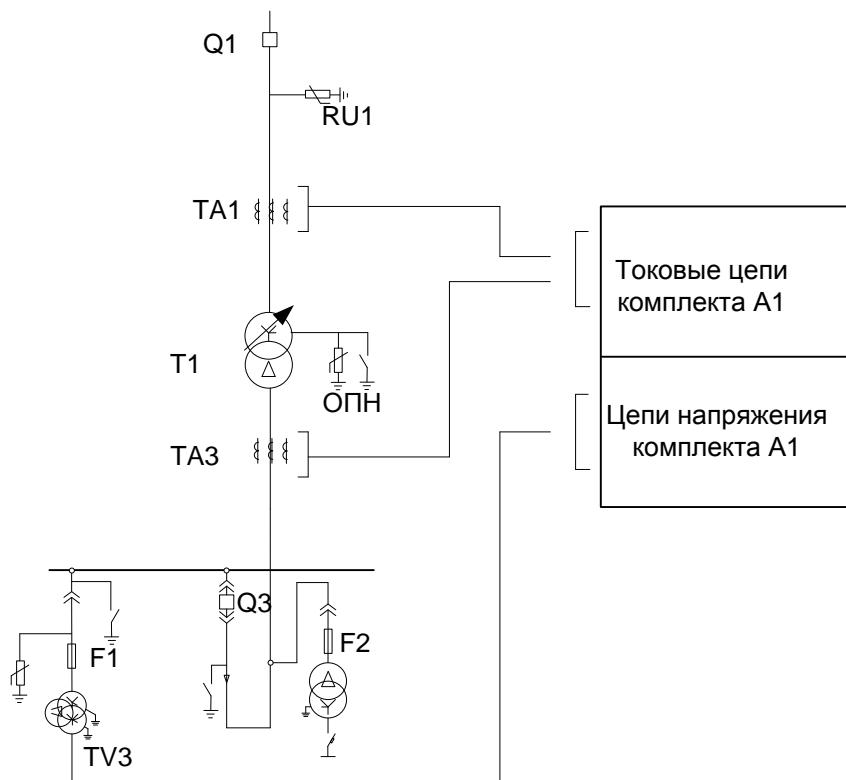 Q1
RU1
TA1
Токовые цепи
комплекта А1
T1
ОПН
Цепи напряжения
комплекта А1
TA3
Q3
F1
F2
TV3